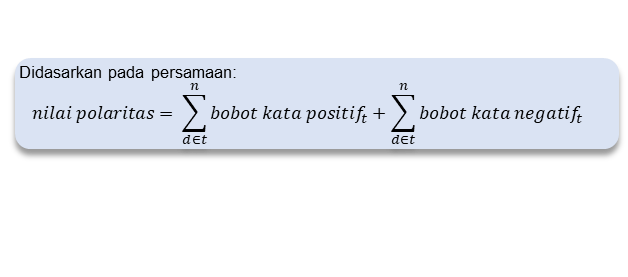 Didasarkan pada persamaan:
nilai polaritas = ∑_{d∈t}^{n} bobot kata positif_t + ∑_{d∈t}^{n} bobot kata negatif_t